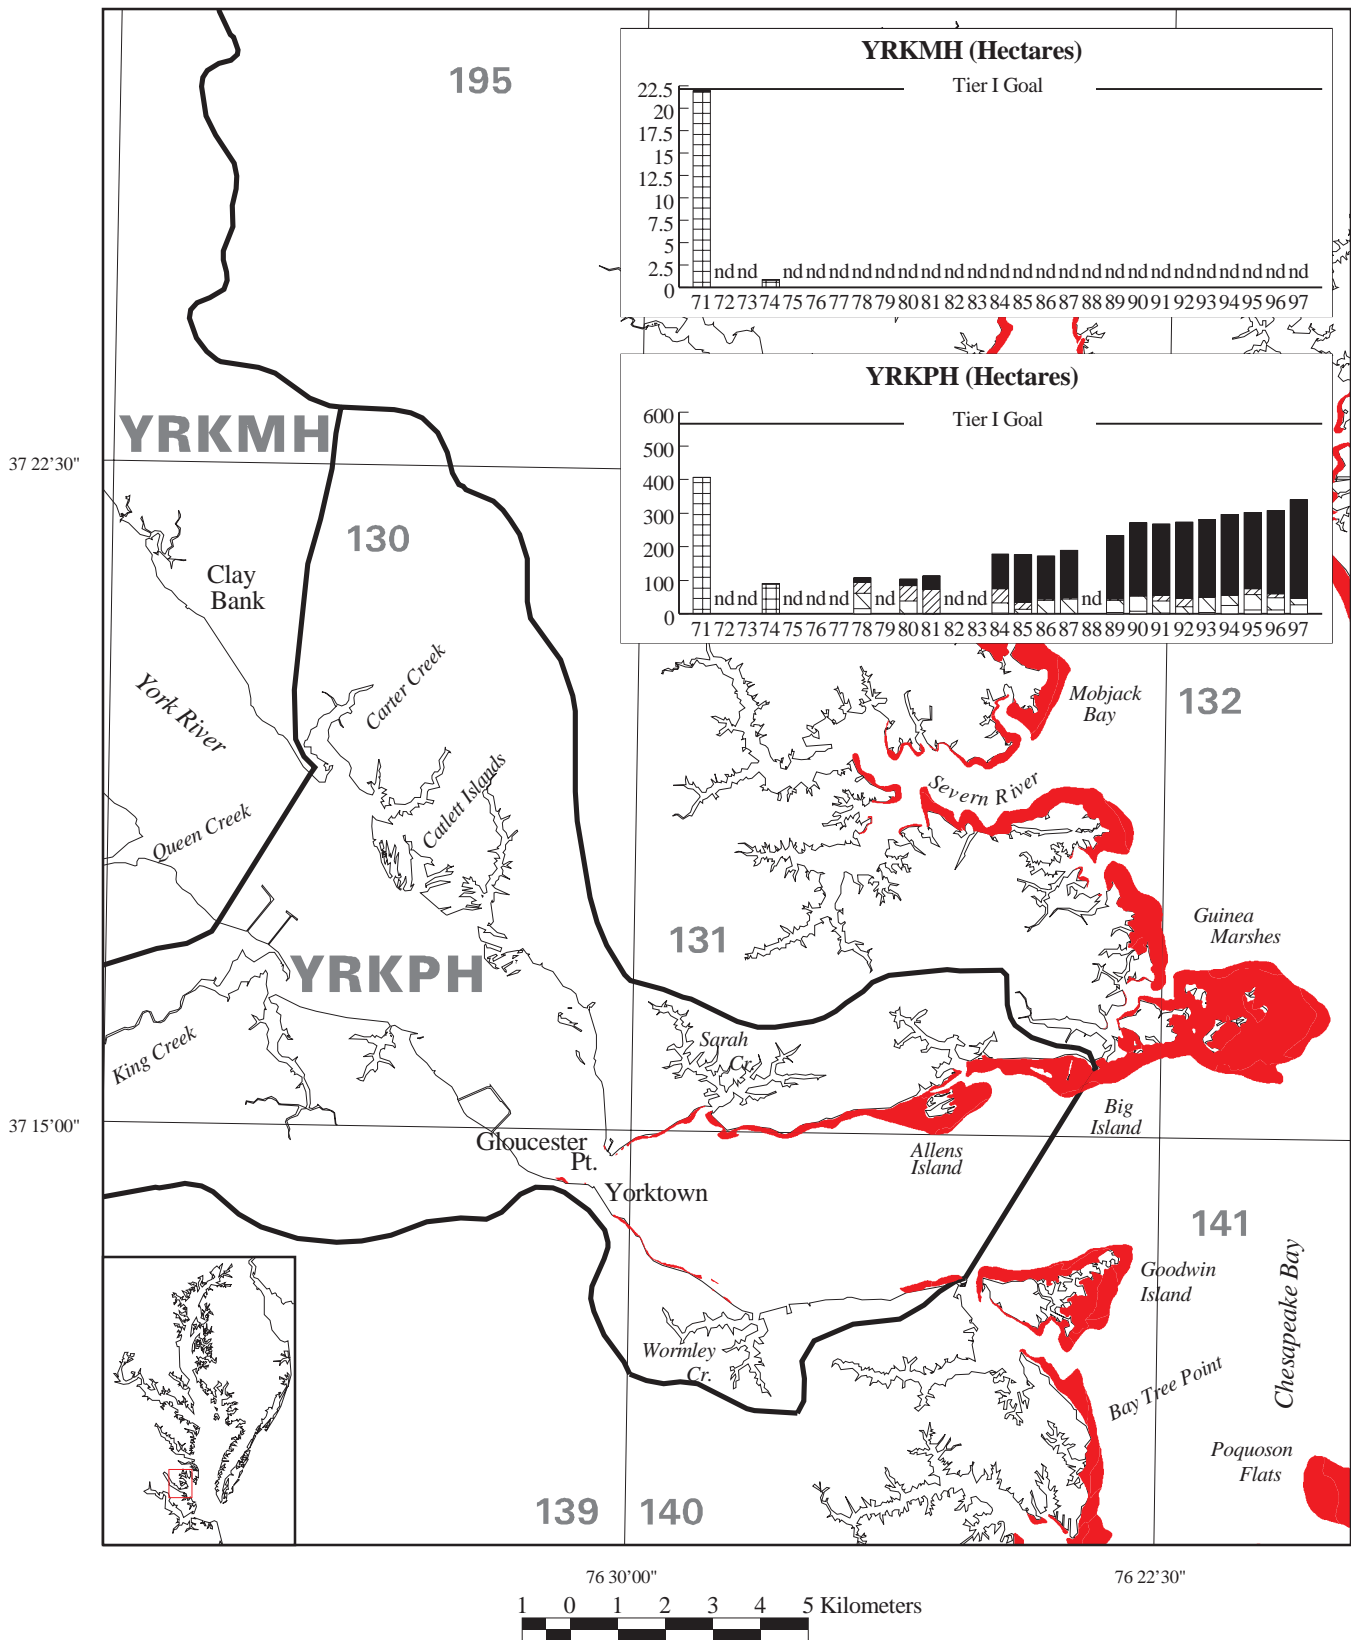 195
YRKMH (Hectares)
Tier I Goal
22.5
20
17.5
15
12.5
10
7.5
5
2.5
0
nd nd nd nd nd nd nd nd nd nd nd nd nd nd nd nd nd nd nd nd nd nd nd nd nd
71 72 73 74 75 76 77 78 79 80 81 82 83 84 85 86 87 88 89 90 91 92 93 94 95 96 97
YRKPH (Hectares)
Tier I Goal
600
500
400
300
200
100
0
nd nd nd nd nd nd nd nd nd
71 72 73 74 75 76 77 78 79 80 81 82 83 84 85 86 87 88 89 90 91 92 93 94 95 96 97
YRKMH
37 22'30"
130
Clay
Bank
York River
Carter Creek
Catlett Islands
Queen Creek
Mobjack
Bay
132
Severn River
Guinea
Marshes
131
YRKPH
King Creek
Sarah
Cr.
37 15'00"
Gloucester
Pt.
Yorktown
Allens
Island
Big
Island
141
Goodwin
Island
Chesapeake Bay
Wormley
Cr.
Bay Tree Point
Poquoson
Flats
139
140
76 30'00"
76 22'30"
1 0 1 2 3 4 5 Kilometers